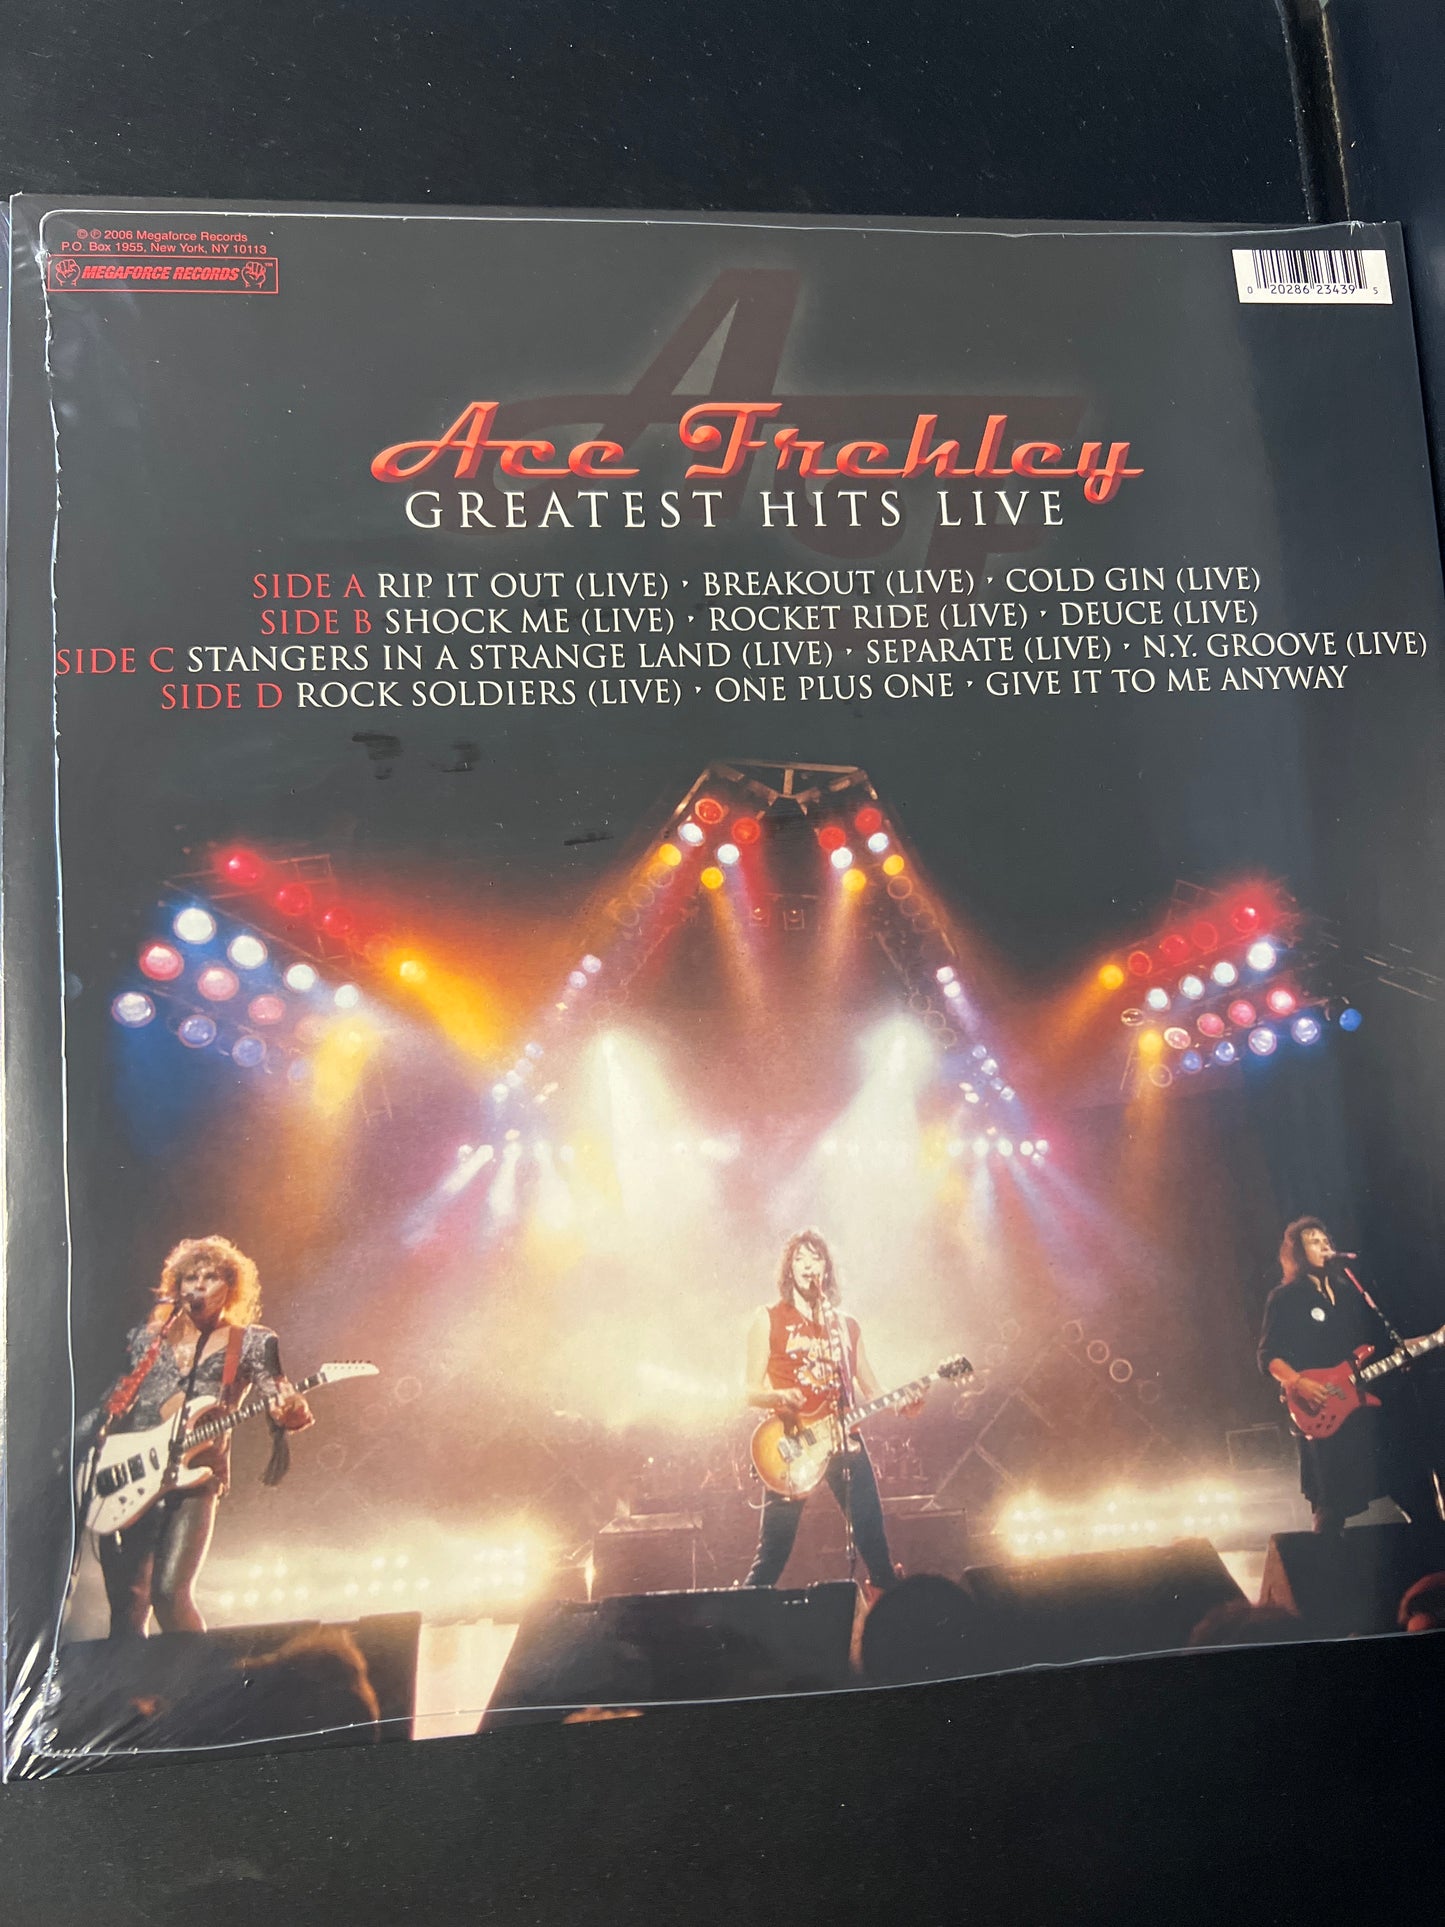 © ℗ 2006 Megaforce Records
P.O. Box 1955, New York, NY 10113
MEGAFORCE RECORDS™
0 20286 23439 5
Ace Frehley
GREATEST HITS LIVE
SIDE A RIP IT OUT (LIVE) · BREAKOUT (LIVE) · COLD GIN (LIVE)
SIDE B SHOCK ME (LIVE) · ROCKET RIDE (LIVE) · DEUCE (LIVE)
SIDE C STANGERS IN A STRANGE LAND (LIVE) · SEPARATE (LIVE) · N.Y. GROOVE (LIVE)
SIDE D ROCK SOLDIERS (LIVE) · ONE PLUS ONE · GIVE IT TO ME ANYWAY